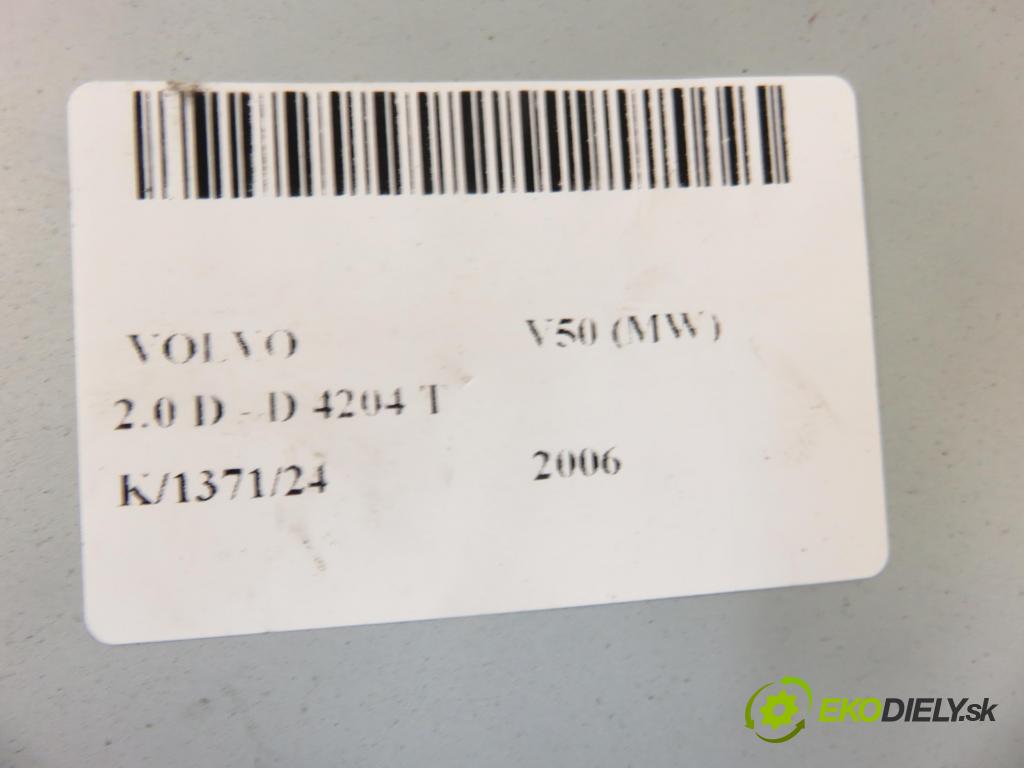 VOLVO V50 (MW)
2.0 D - D 4204 T
K/1371/24 2006
EKODIELY.sk